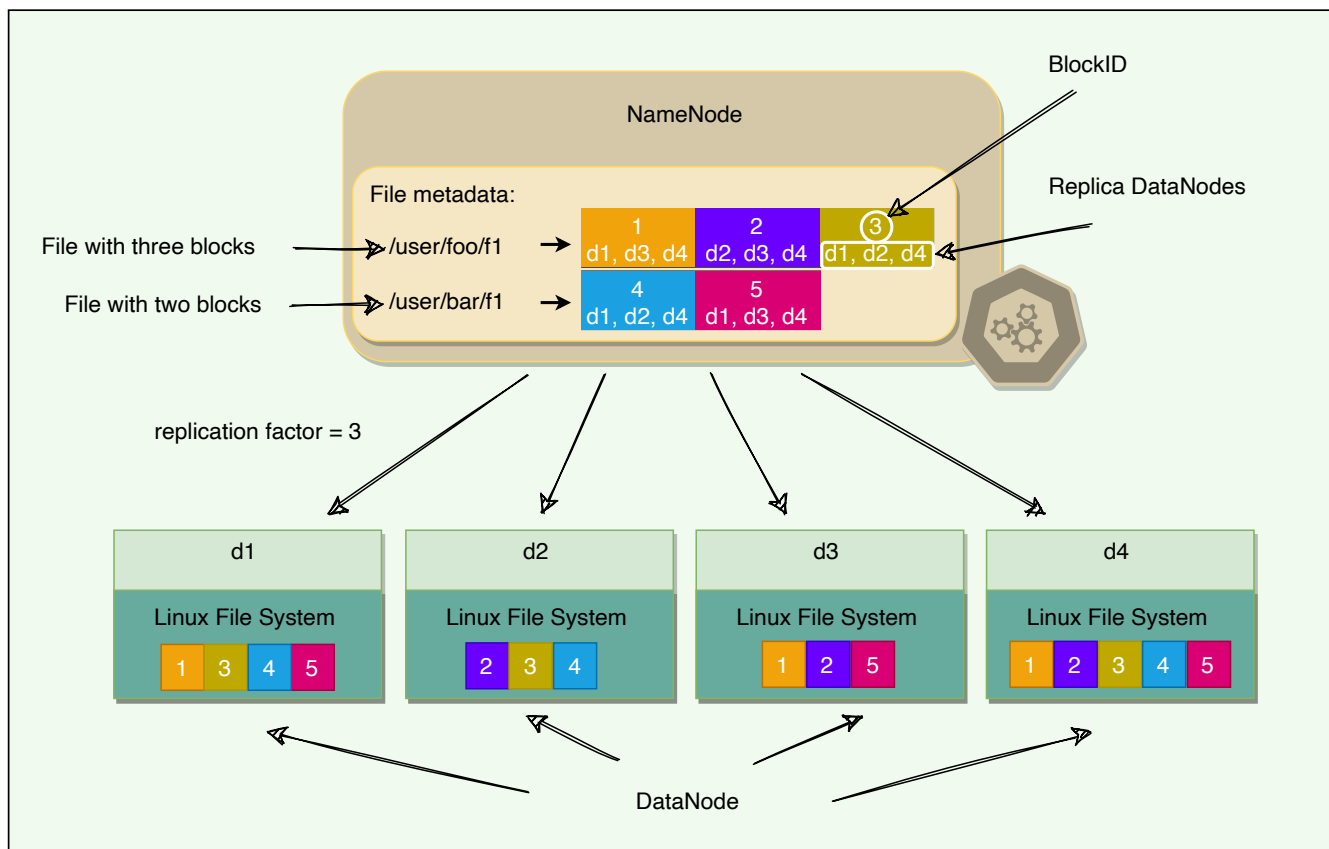 BlockID
NameNode
File metadata:
Replica DataNodes
File with three blocks
/user/foo/f1
1
d1, d3, d4
2
d2, d3, d4
3
d1, d2, d4
File with two blocks
/user/bar/f1
4
d1, d2, d4
5
d1, d3, d4
replication factor = 3
d1
Linux File System
1 3 4 5
d2
Linux File System
2 3 4
d3
Linux File System
1 2 5
d4
Linux File System
1 2 3 4 5
DataNode